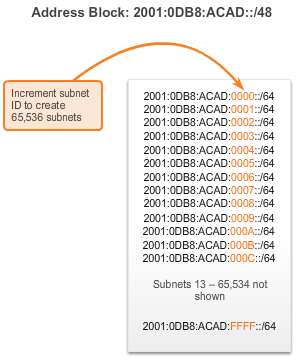 Address Block: 2001:0DB8:ACAD::/48
Increment subnet
ID to create
65,536 subnets
2001:0DB8:ACAD:0000::/64
2001:0DB8:ACAD:0001::/64
2001:0DB8:ACAD:0002::/64
2001:0DB8:ACAD:0003::/64
2001:0DB8:ACAD:0004::/64
2001:0DB8:ACAD:0005::/64
2001:0DB8:ACAD:0006::/64
2001:0DB8:ACAD:0007::/64
2001:0DB8:ACAD:0008::/64
2001:0DB8:ACAD:0009::/64
2001:0DB8:ACAD:000A::/64
2001:0DB8:ACAD:000B::/64
2001:0DB8:ACAD:000C::/64
Subnets 13 – 65,534 not
shown
2001:0DB8:ACAD:FFFF::/64